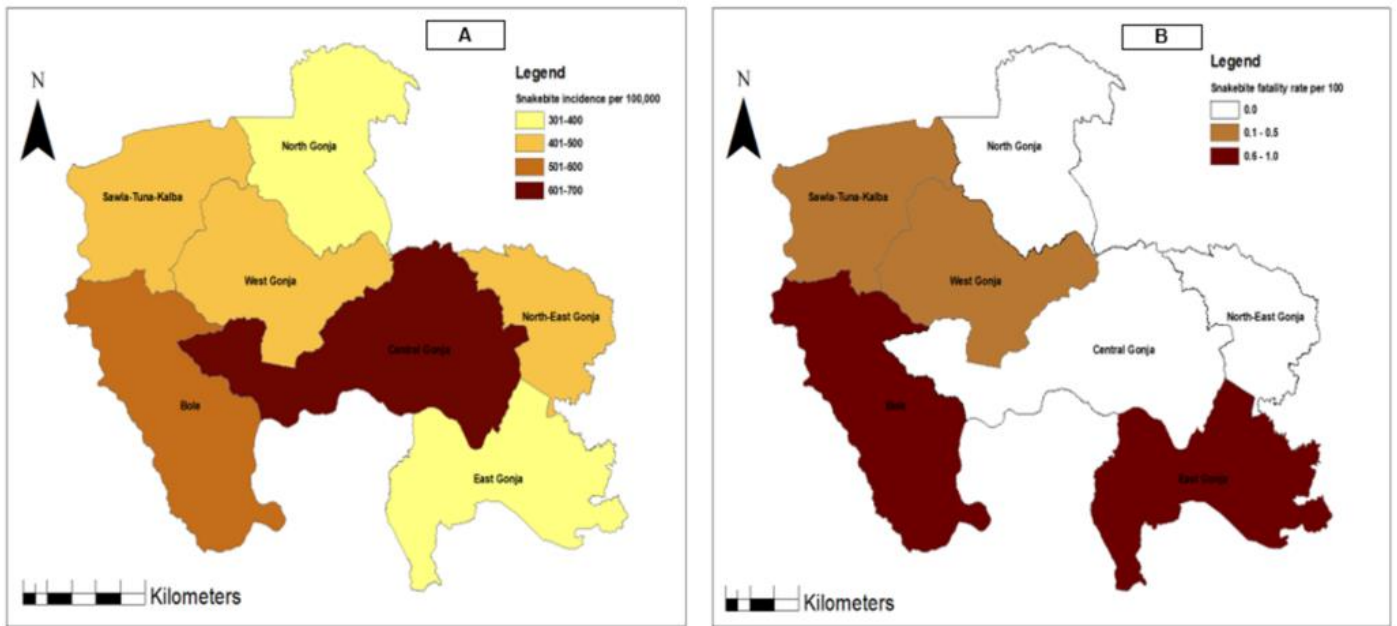 A
N
Legend
Snakebite incidence per 100,000
301-400
401-500
501-600
601-700
North Gonja
Sawla-Tuna-Kalba
West Gonja
North-East Gonja
Central Gonja
Bole
East Gonja
Kilometers
B
N
Legend
Snakebite fatality rate per 100
0.0
0.1 - 0.5
0.6 - 1.0
North Gonja
Sawla-Tuna-Kalba
West Gonja
North-East Gonja
Central Gonja
Bole
East Gonja
Kilometers